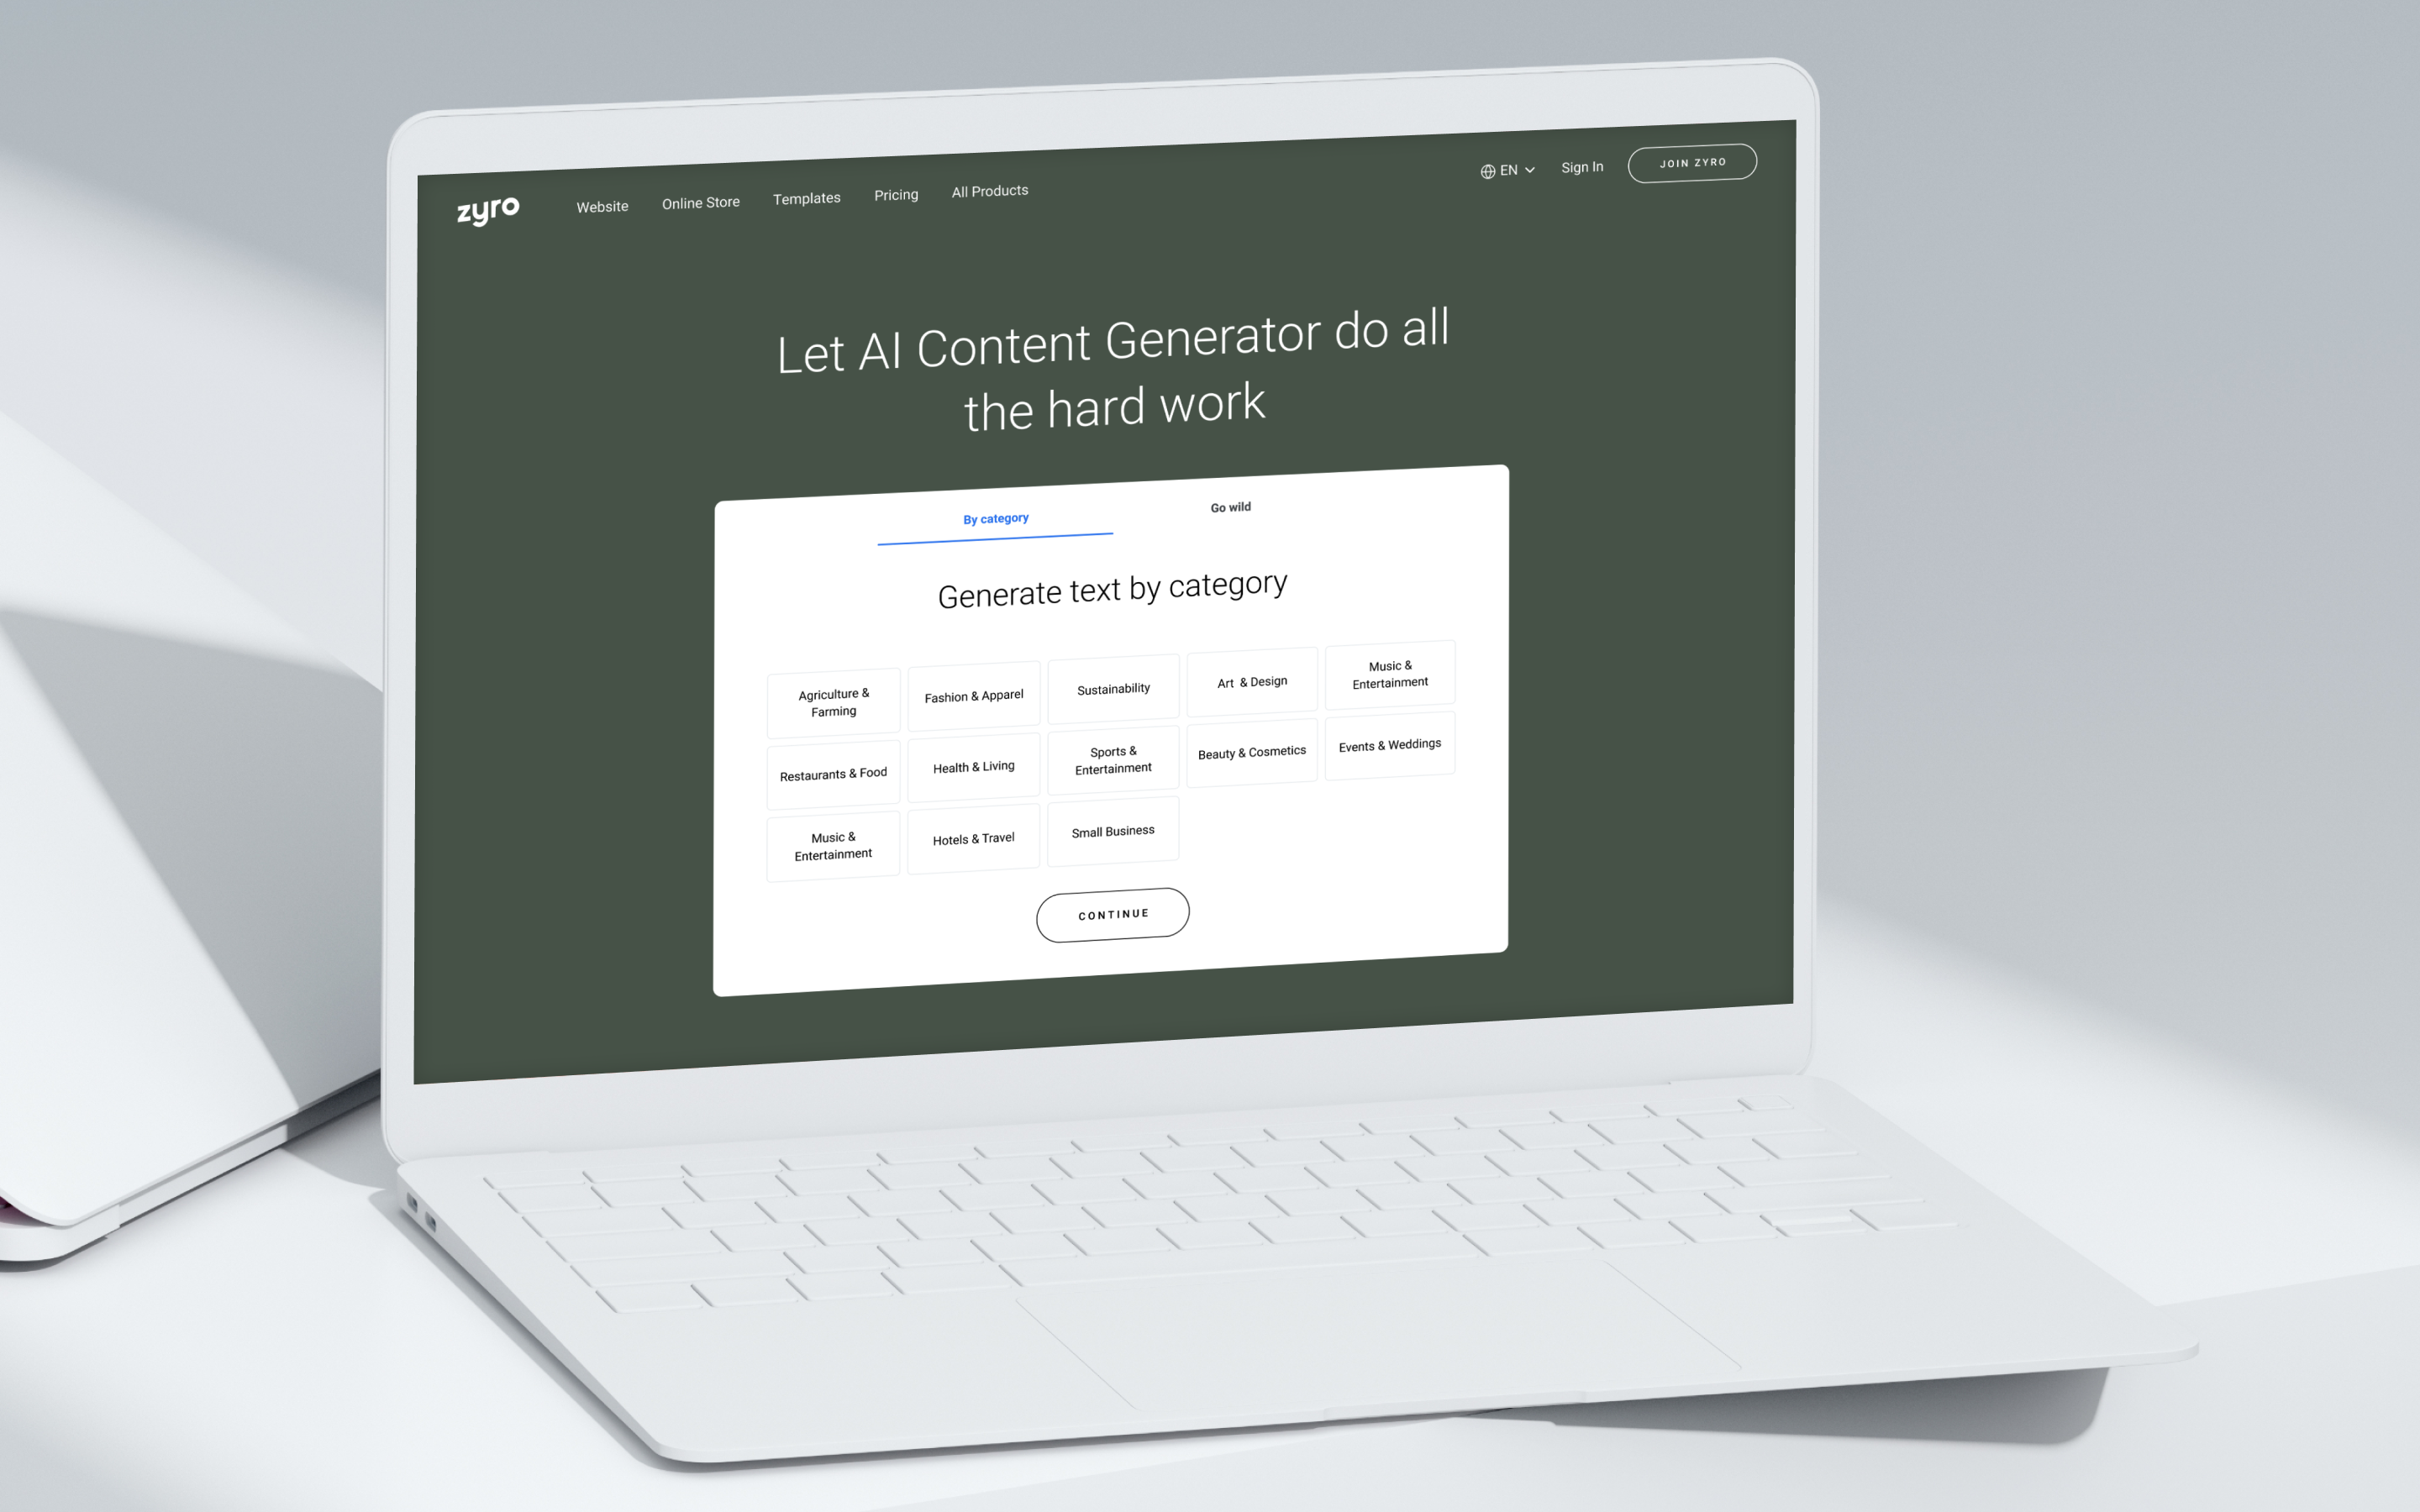 zyro
Website
Online Store
Templates
Pricing
All Products
EN
Sign In
JOIN ZYRO
Let AI Content Generator do all
the hard work
By category
Go wild
Generate text by category
Agriculture &
Farming
Fashion & Apparel
Sustainability
Art & Design
Music &
Entertainment
Restaurants & Food
Health & Living
Sports &
Entertainment
Beauty & Cosmetics
Events & Weddings
Music &
Entertainment
Hotels & Travel
Small Business
CONTINUE